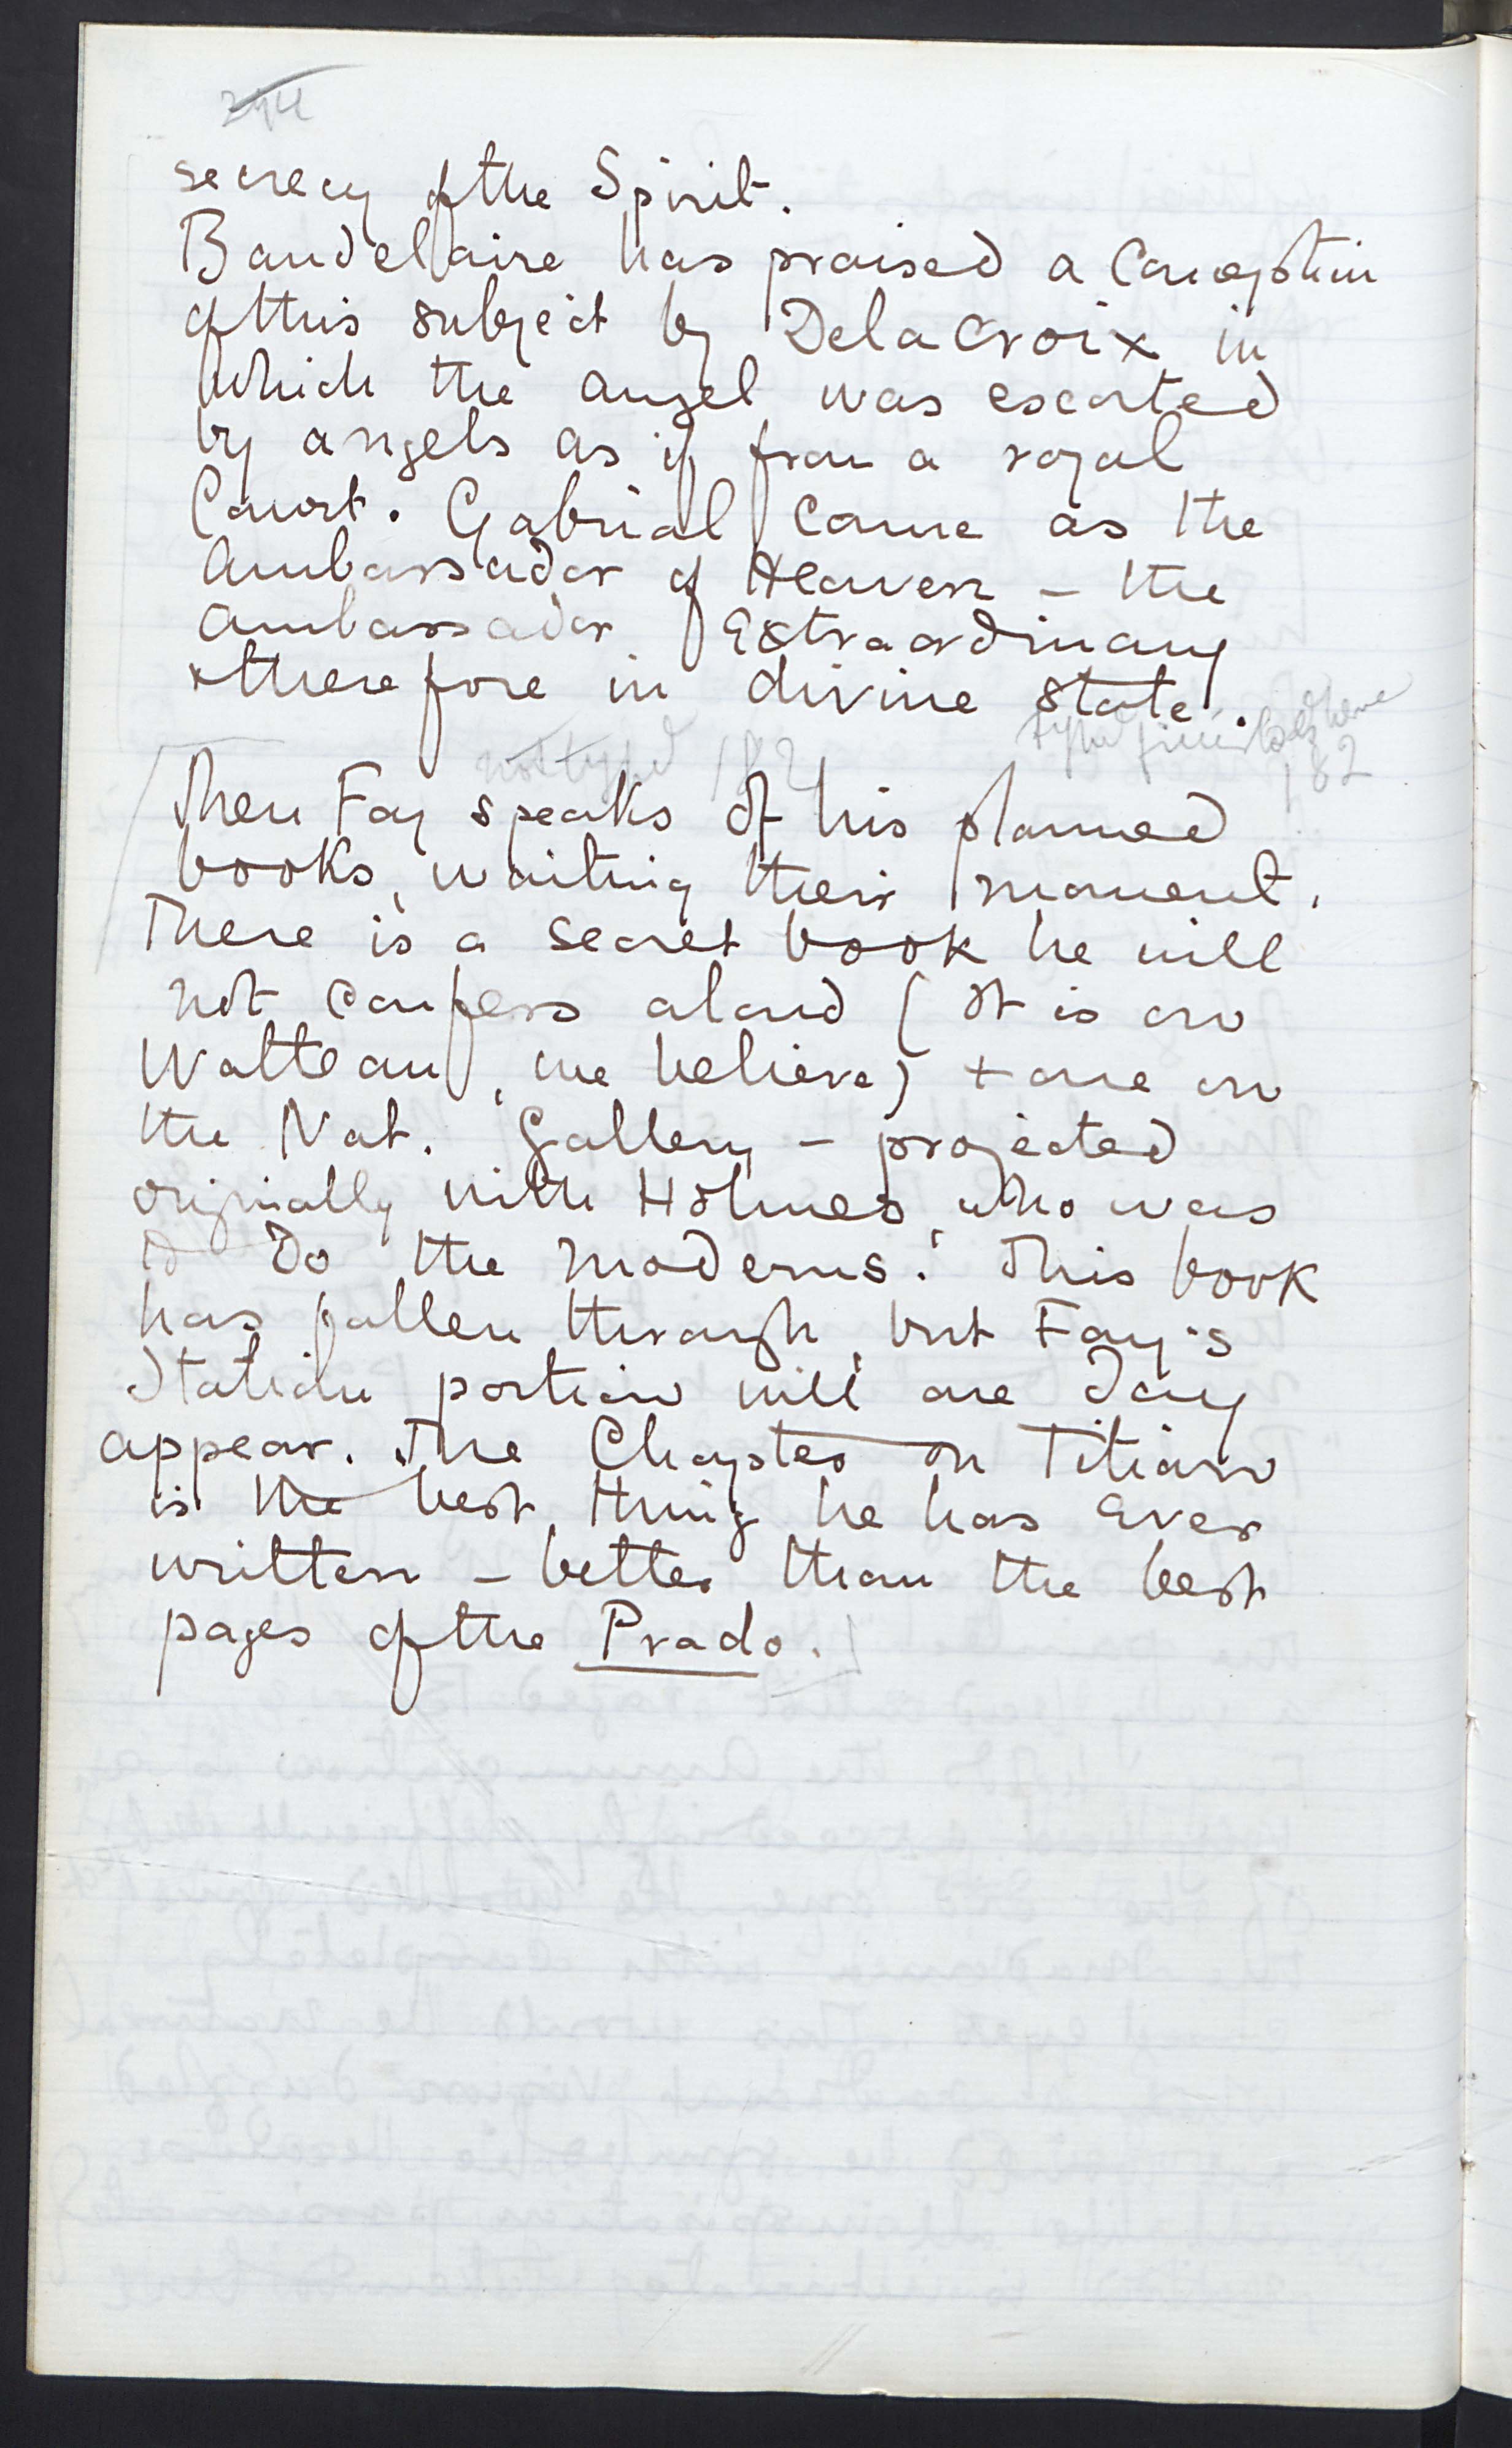 secrecy of the Spirit.
Baudelaire has praised a Conception
of this subject by Delacroix in
which the angel was escorted
by angels as if from a royal
Court. Gabrial came as the
Ambassador of Heaven – the
Ambassador Extraordinary
+ therefore in divine state.
not typed 182
typed finished here
182
Then Fay speaks of his planned
books, waiting their moment.
There is a secret book he will
not confess aloud (It is on
Watteau, we believe) + one on
the Nat. Gallery – projected
originally with Holmes, who was
to do the moderns. This book
has fallen through, but Fay's
Italian portion will one day
appear. The Chapter on Titian
is the best thing he has ever
written – better than the best
pages of the Prado.